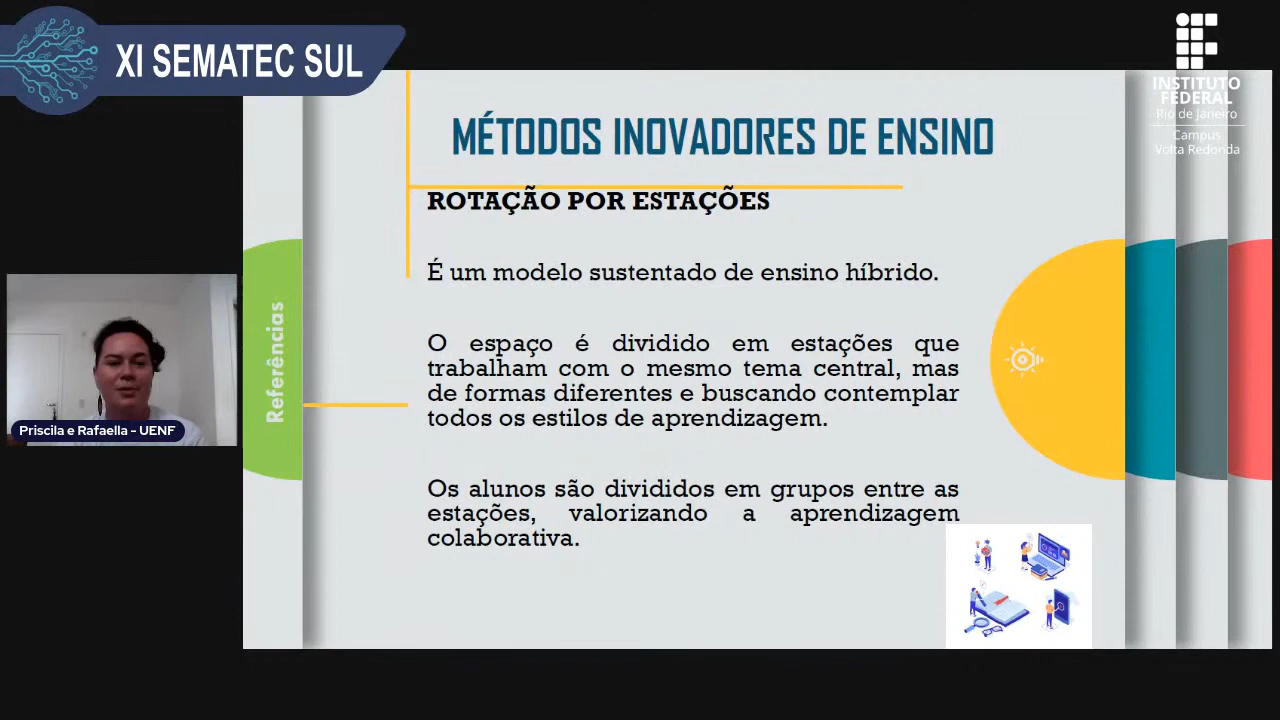 XI SEMATEC SUL
INSTITUTO
FEDERAL
Rio de Janeiro
Campus
Volta Redonda
MÉTODOS INOVADORES DE ENSINO
ROTAÇÃO POR ESTAÇÕES
É um modelo sustentado de ensino híbrido.
O espaço é dividido em estações que
trabalham com o mesmo tema central, mas
de formas diferentes e buscando contemplar
todos os estilos de aprendizagem.
Os alunos são divididos em grupos entre as
estações, valorizando a aprendizagem
colaborativa.
Referências
Priscila e Rafaella - UENF